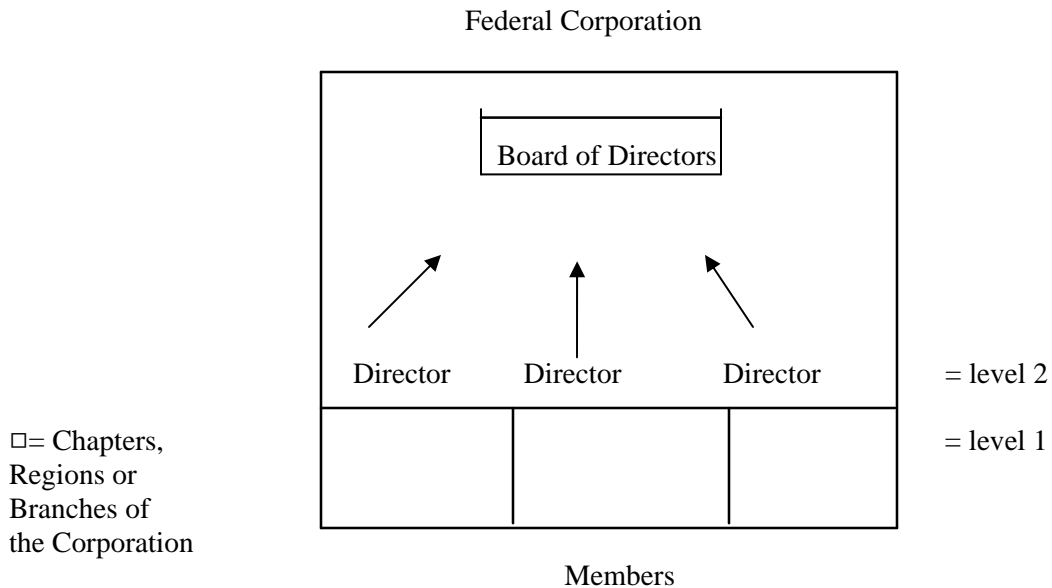 Federal Corporation
Board of Directors
Director Director Director = level 2
□= Chapters, = level 1
Regions or
Branches of
the Corporation
Members